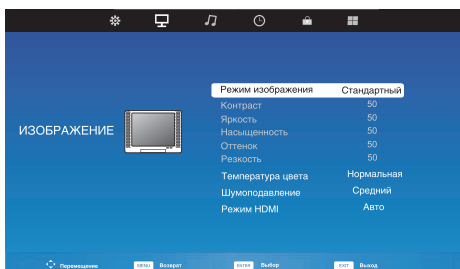 Режим изображения Стандартный
Контраст 50
Яркость 50
Насыщенность 50
Оттенок 50
Резкость 50
ИЗОБРАЖЕНИЕ
Температура цвета Нормальная
Шумоподавление Средний
Режим HDMI Авто
Перемещение MENU Возврат ENTER Выбор EXIT Выход